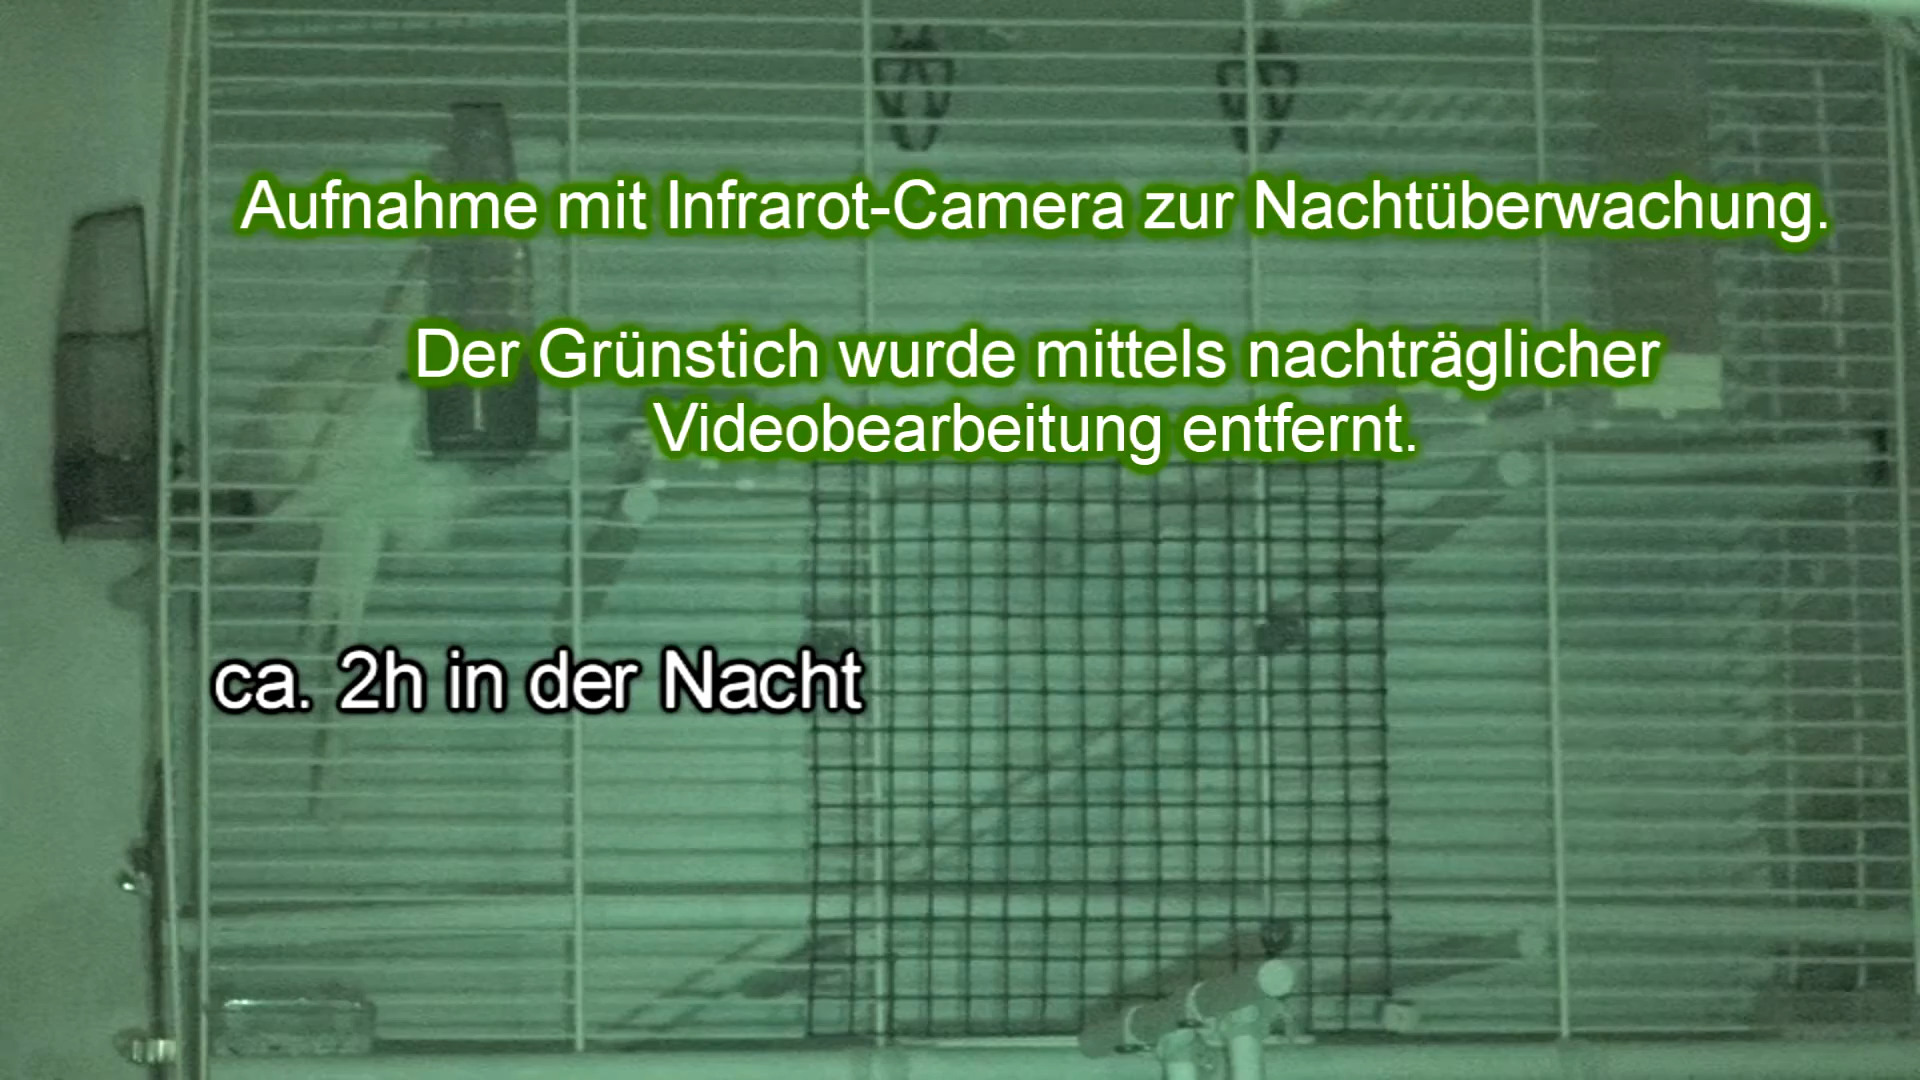 Aufnahme mit Infrarot-Camera zur Nachtüberwachung.
Der Grünstich wurde mittels nachträglicher
Videobearbeitung entfernt.
ca. 2h in der Nacht